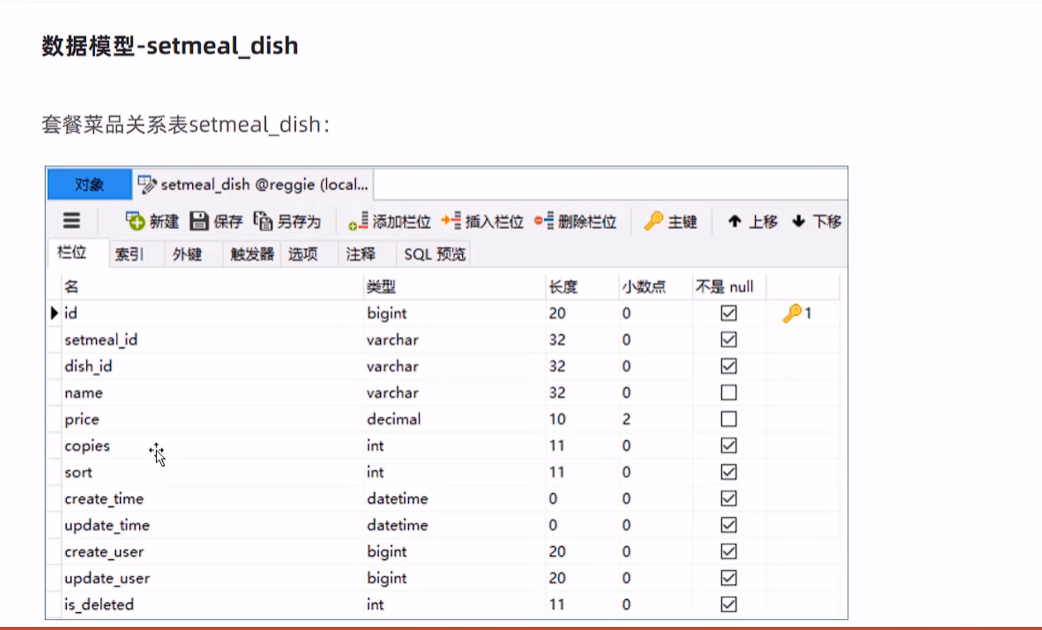 数据模型-setmeal_dish
套餐菜品关系表setmeal_dish：
对象 setmeal_dish @reggie (local...
新建 保存 另存为 添加栏位 插入栏位 删除栏位 主键 上移 下移
栏位 索引 外键 触发器 选项 注释 SQL 预览
名 类型 长度 小数点 不是 null
id bigint 20 0 1
setmeal_id varchar 32 0
dish_id varchar 32 0
name varchar 32 0
price decimal 10 2
copies int 11 0
sort int 11 0
create_time datetime 0 0
update_time datetime 0 0
create_user bigint 20 0
update_user bigint 20 0
is_deleted int 11 0